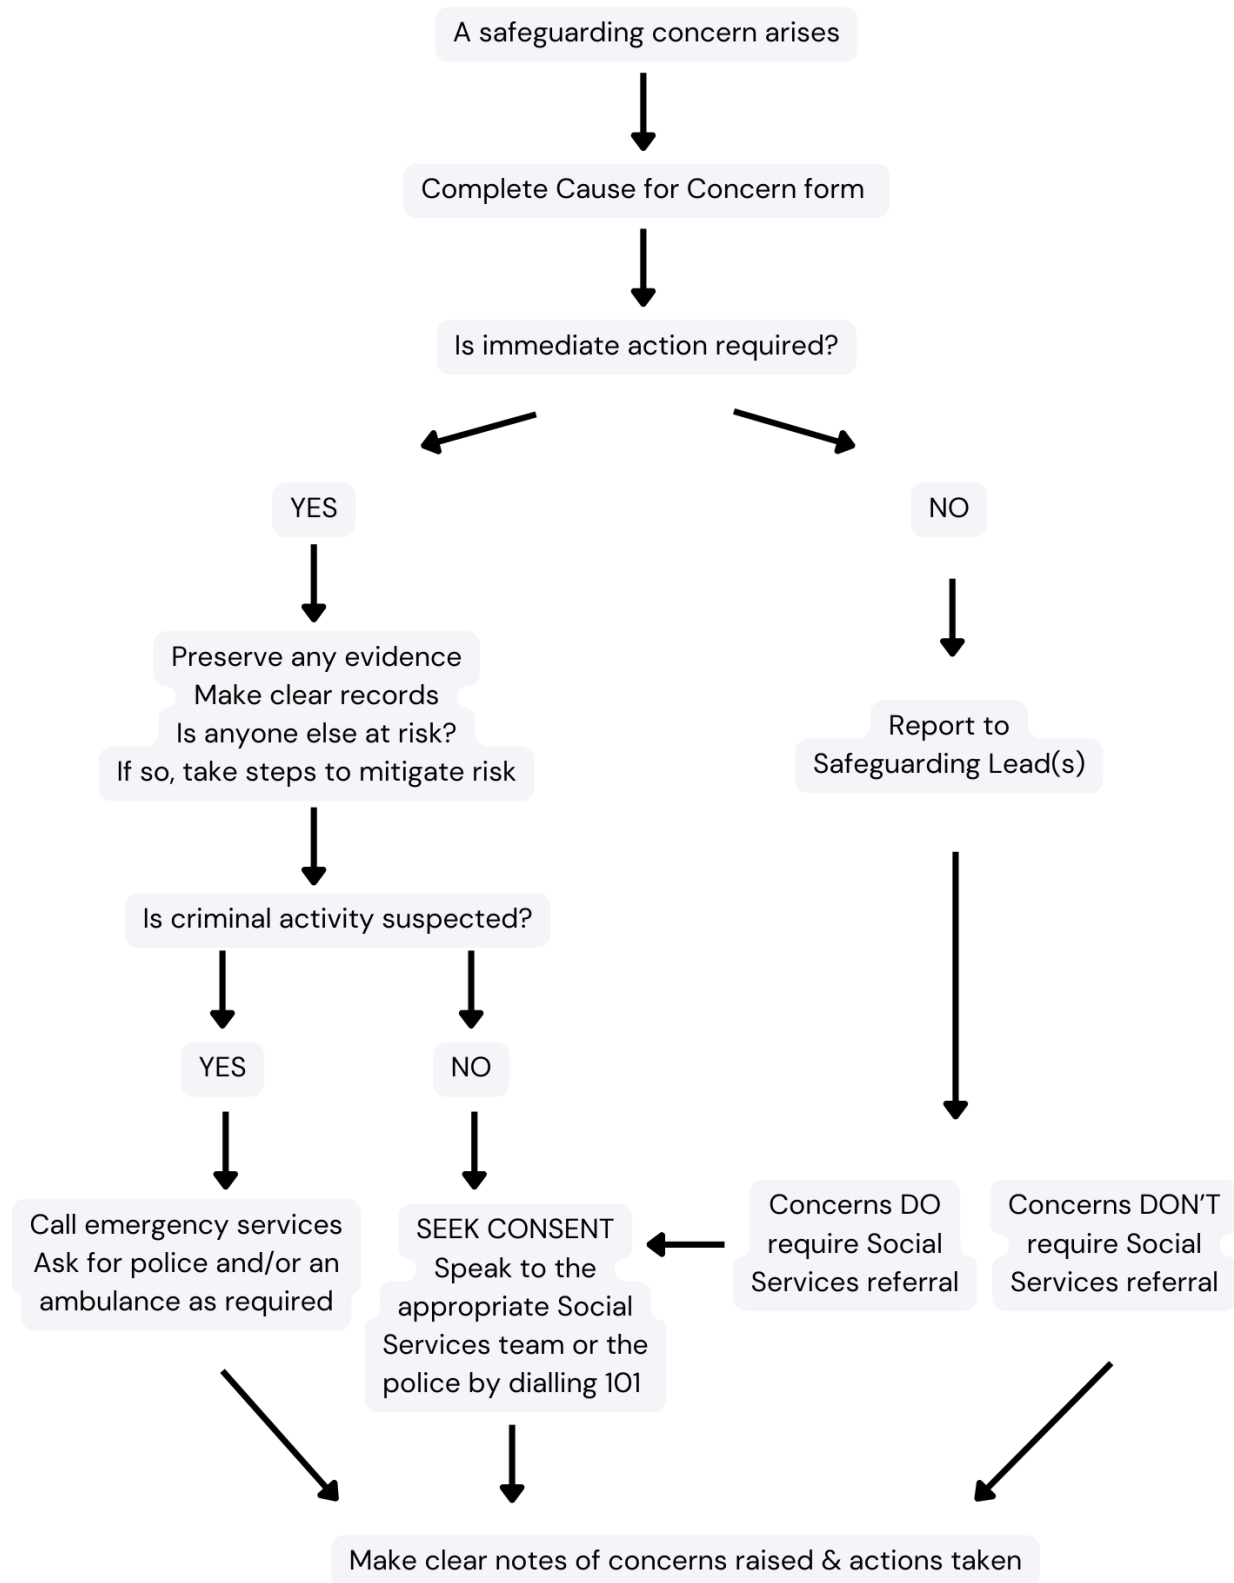 A safeguarding concern arises
Complete Cause for Concern form
Is immediate action required?
YES
NO
Preserve any evidence
Make clear records
Is anyone else at risk?
If so, take steps to mitigate risk
Report to
Safeguarding Lead(s)
Is criminal activity suspected?
YES
NO
Call emergency services
Ask for police and/or an
ambulance as required
SEEK CONSENT
Speak to the
appropriate Social
Services team or the
police by dialling 101
Concerns DO
require Social
Services referral
Concerns DON'T
require Social
Services referral
Make clear notes of concerns raised & actions taken